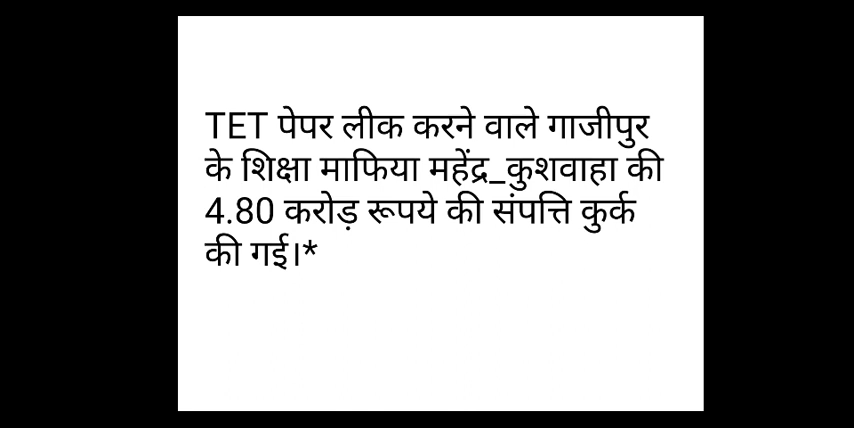 TET पेपर लीक करने वाले गाजीपुर
के शिक्षा माफिया महेंद्र_कुशवाहा की
4.80 करोड़ रूपये की संपत्ति कुर्क
की गई।*